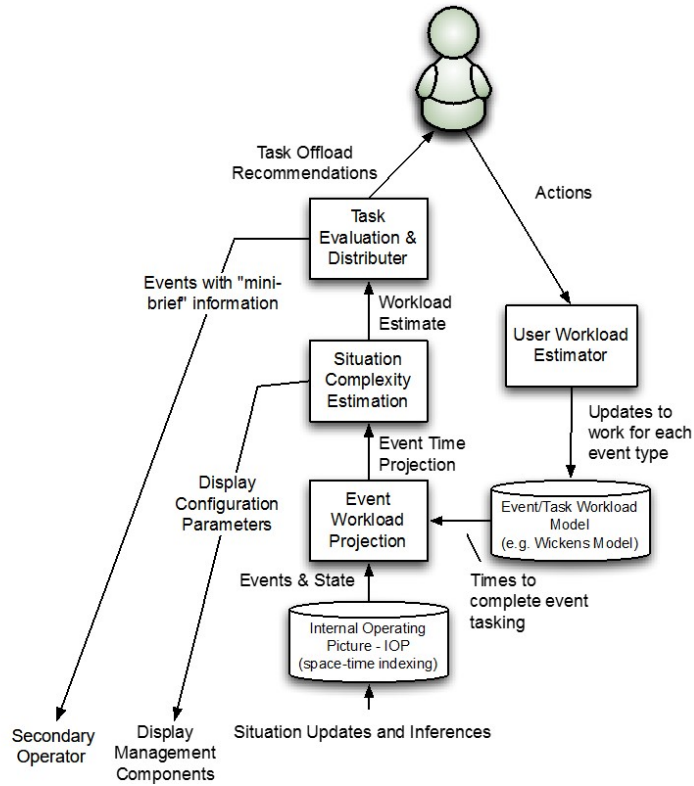 Task Offload
Recommendations
Actions
Task
Evaluation &
Distributer
Events with "mini-
brief" information
Workload
Estimate
User Workload
Estimator
Situation
Complexity
Estimation
Updates to
work for each
event type
Event Time
Projection
Display
Configuration
Parameters
Event
Workload
Projection
Event/Task Workload
Model
(e.g. Wickens Model)
Events & State
Times to
complete event
tasking
Internal Operating
Picture - IOP
(space-time indexing)
Situation Updates and Inferences
Secondary
Operator
Display
Management
Components